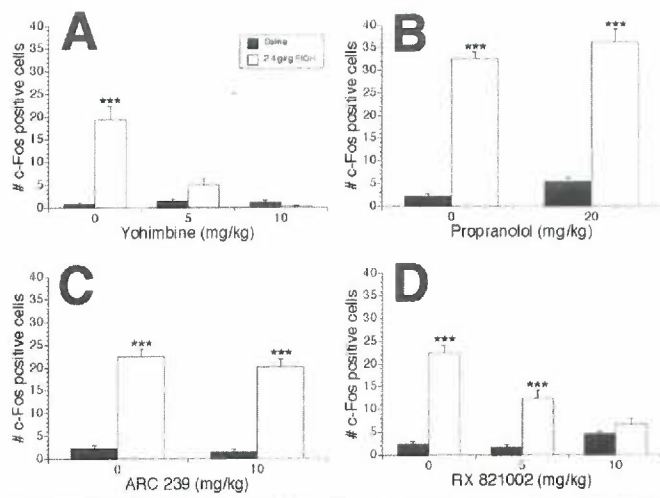 A
# c-Fos positive cells
40
35
30
25
20
15
10
5
0
Saline
2.4 g/kg EtOH
***
0 5 10
Yohimbine (mg/kg)
B
# c-Fos positive cells
40
35
30
25
20
15
10
5
0
*** ***
0 20
Propranolol (mg/kg)
C
# c-Fos positive cells
40
35
30
25
20
15
10
5
0
*** ***
0 10
ARC 239 (mg/kg)
D
# c-Fos positive cells
40
35
30
25
20
15
10
5
0
*** ***
0 5 10
RX 821002 (mg/kg)